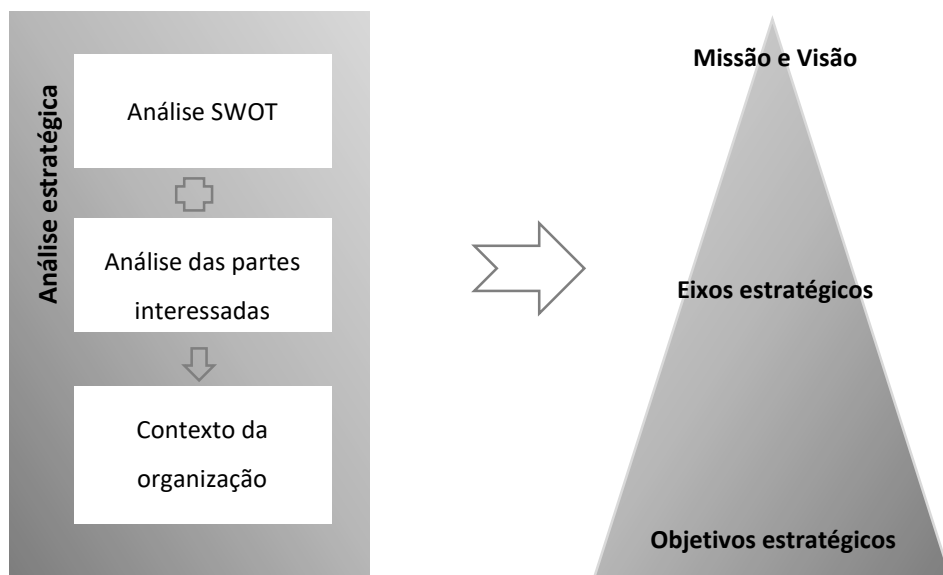 Análise estratégica
Análise SWOT
Análise das partes
interessadas
Contexto da
organização
Missão e Visão
Eixos estratégicos
Objetivos estratégicos